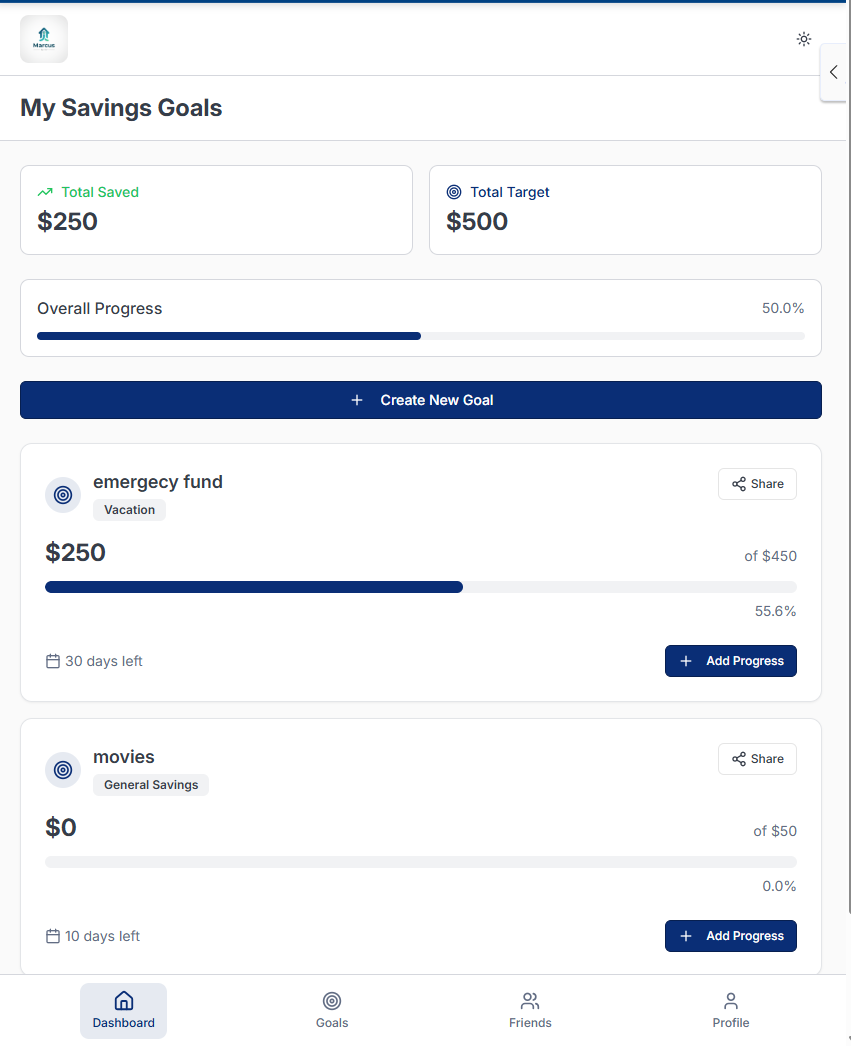 Marcus
My Savings Goals
Total Saved
$250
Total Target
$500
Overall Progress
50.0%
Create New Goal
emergecy fund
Vacation
Share
$250
of $450
55.6%
30 days left
Add Progress
movies
General Savings
Share
$0
of $50
0.0%
10 days left
Add Progress
Dashboard
Goals
Friends
Profile